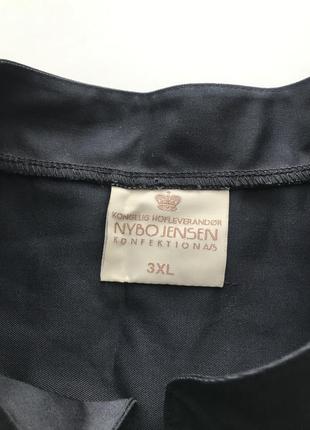 KONGELIG HOFLEVERANDØR
NYBO JENSEN
KONFEKTION A/S
3XL